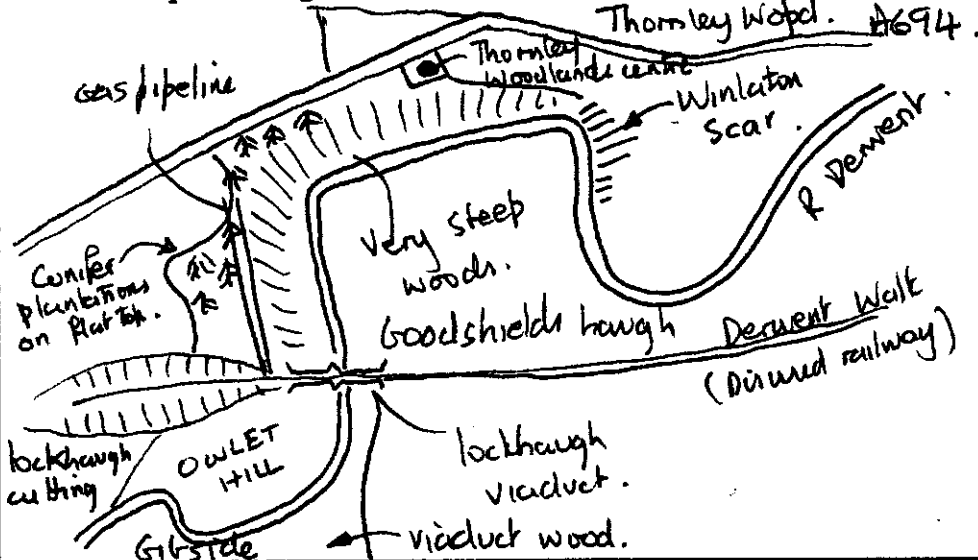 Thornley Wood.
A694.
Thornley
Woodlands centre
Gas pipeline
Winlaton
Scar.
R Derwent.
Conifer
plantations
on flat top.
Very steep
woods.
Goodshields haugh
Derwent Walk
(Disused railway)
lockhaugh
cutting
OWLET
HILL
lockhaugh
viaduct.
viaduct wood.
Gibside